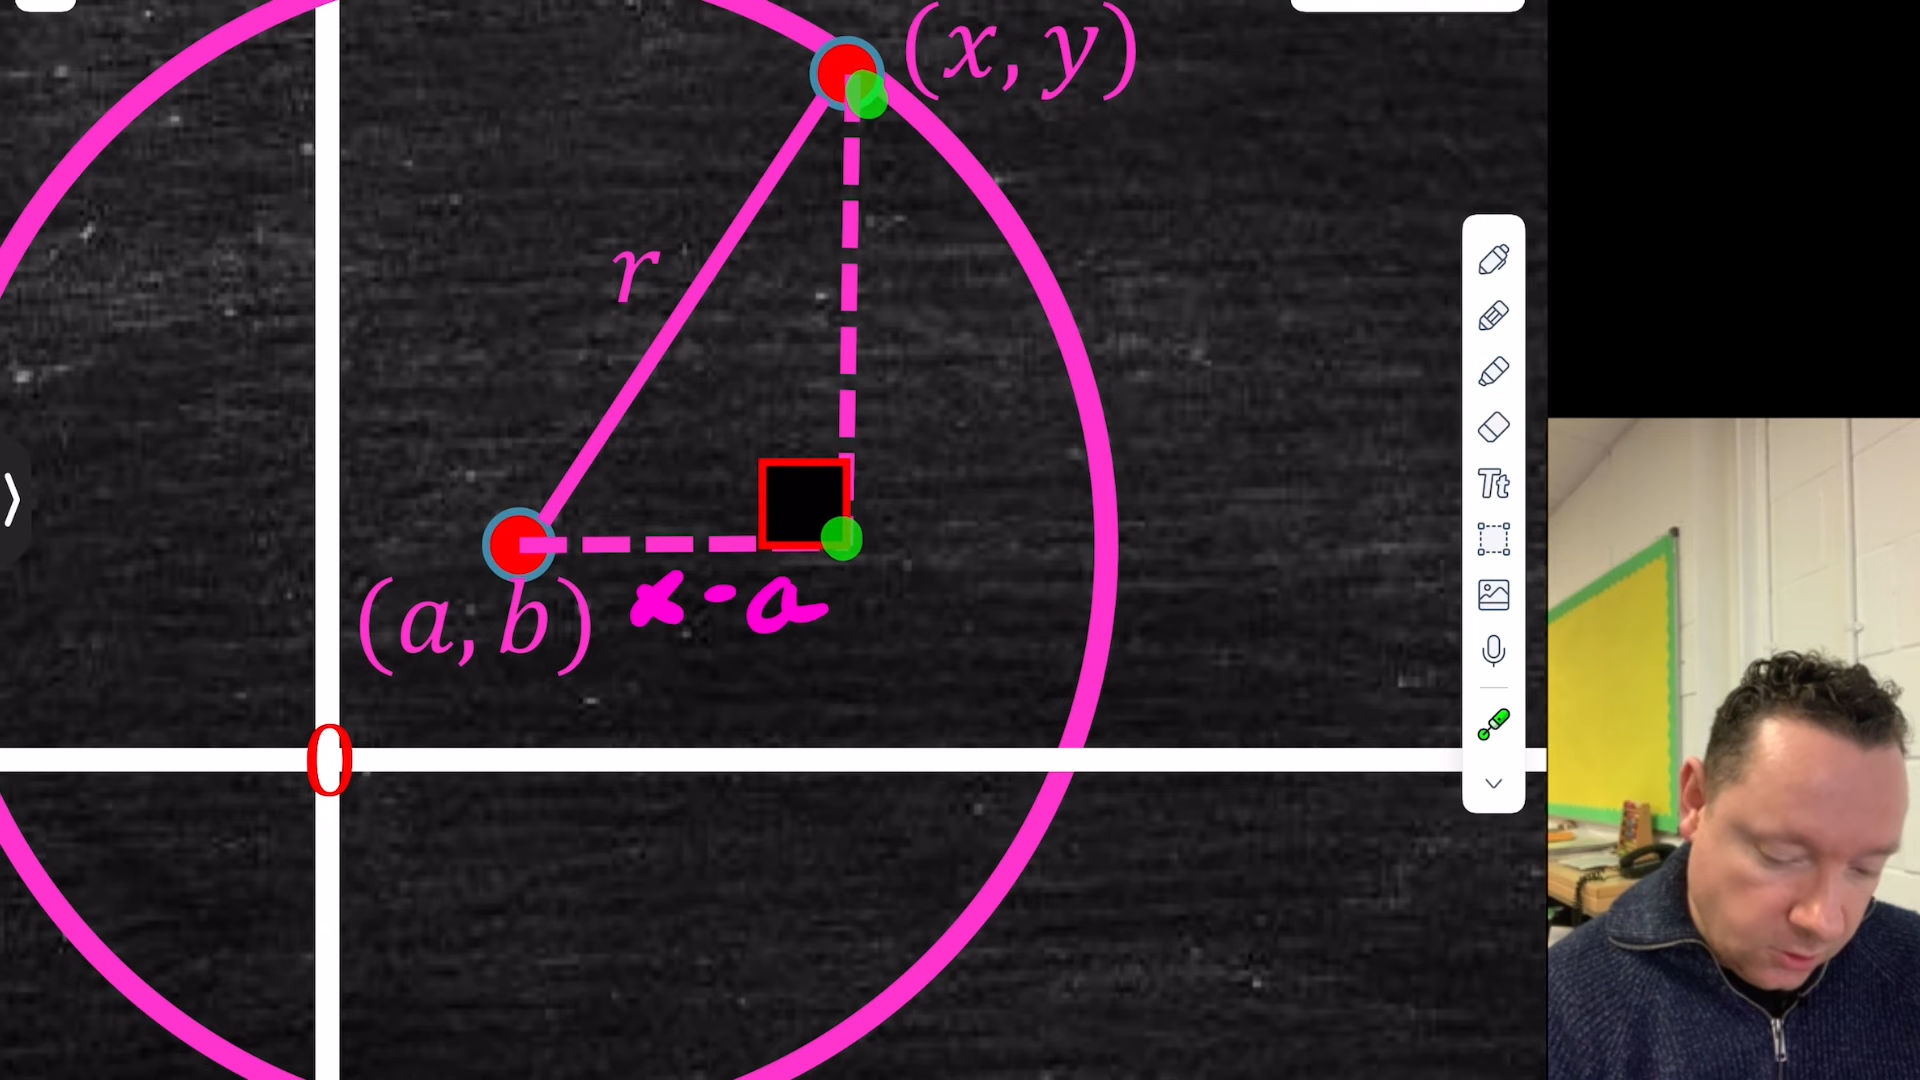 (x, y)
r
(a, b)
x - a
0
Tt